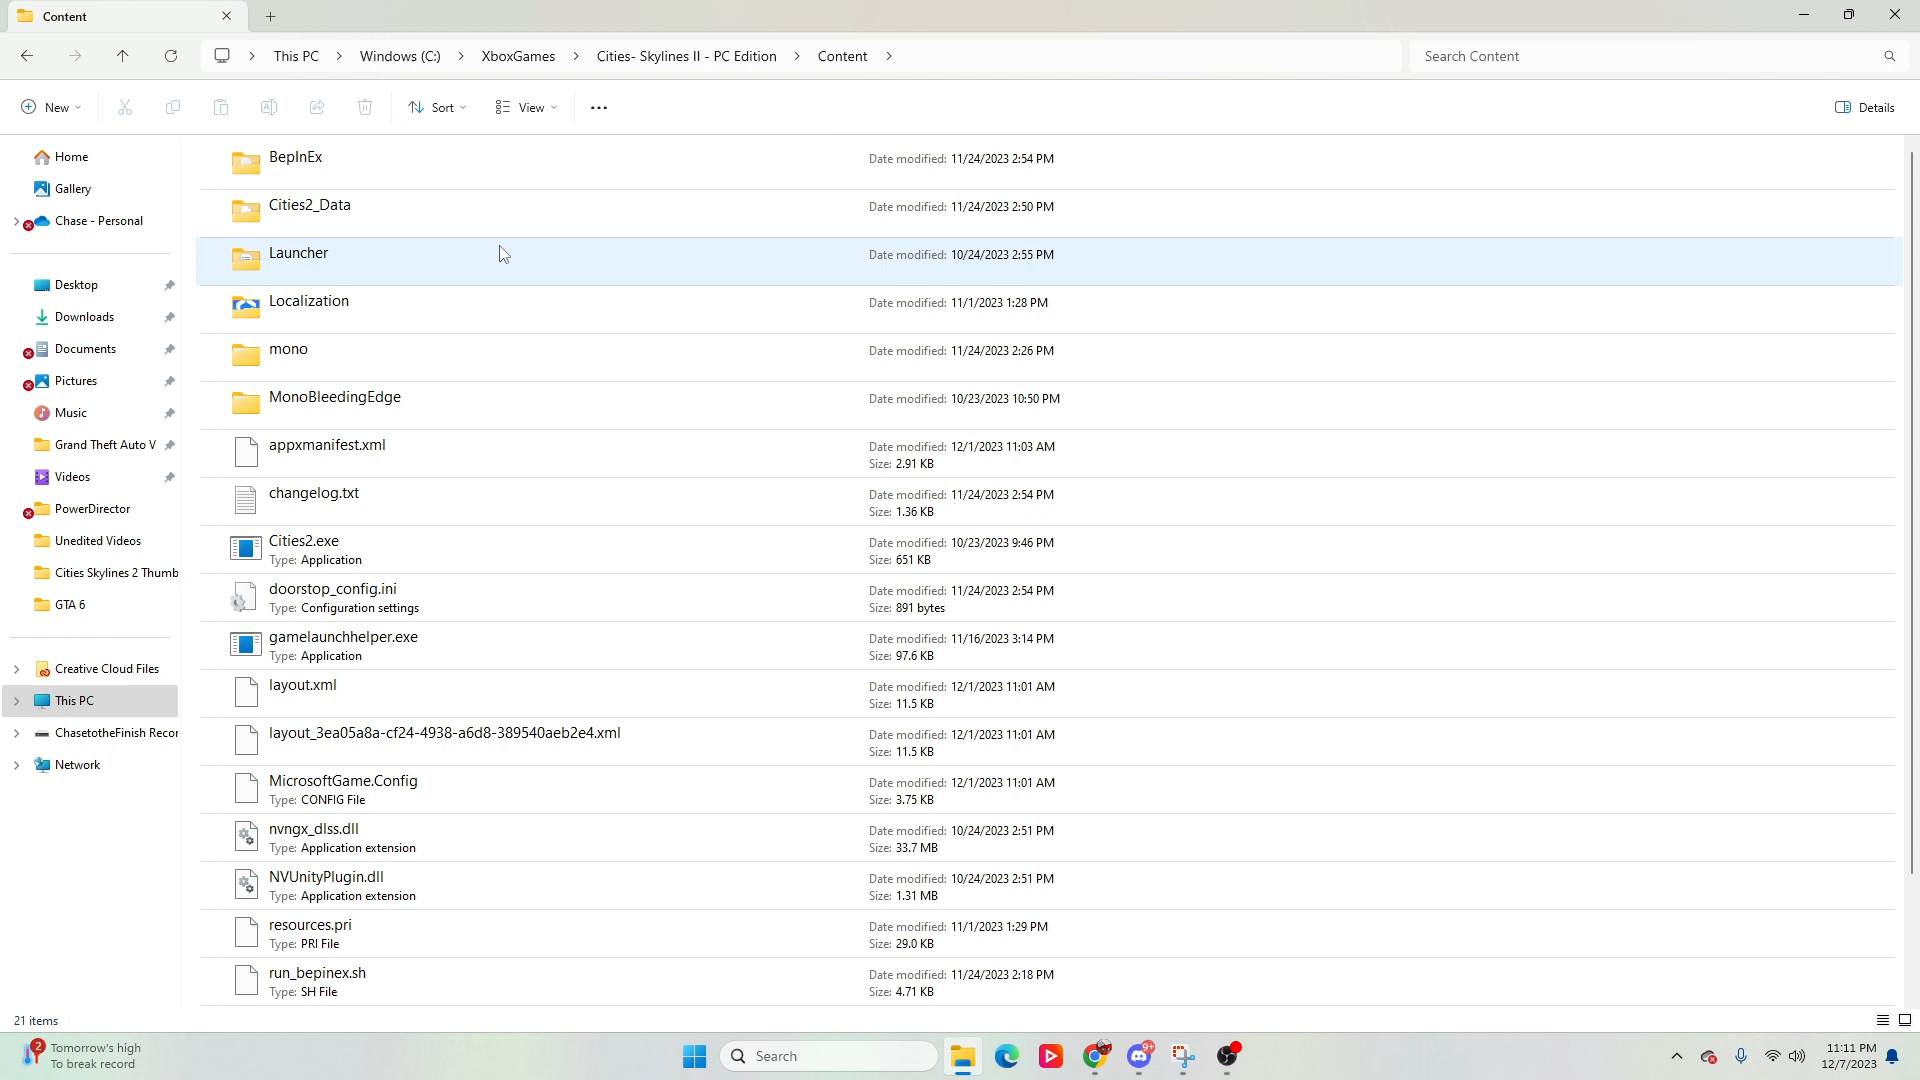 Content
This PC
Windows (C:)
XboxGames
Cities- Skylines II - PC Edition
Content
Search Content
New
Sort
View
Details
Home
Gallery
Chase - Personal
Desktop
Downloads
Documents
Pictures
Music
Grand Theft Auto V
Videos
PowerDirector
Unedited Videos
Cities Skylines 2 Thumb
GTA 6
Creative Cloud Files
This PC
ChasetotheFinish Recor
Network
BepInEx
Date modified: 11/24/2023 2:54 PM
Cities2_Data
Date modified: 11/24/2023 2:50 PM
Launcher
Date modified: 10/24/2023 2:55 PM
Localization
Date modified: 11/1/2023 1:28 PM
mono
Date modified: 11/24/2023 2:26 PM
MonoBleedingEdge
Date modified: 10/23/2023 10:50 PM
appxmanifest.xml
Date modified: 12/1/2023 11:03 AM
Size: 2.91 KB
changelog.txt
Date modified: 11/24/2023 2:54 PM
Size: 1.36 KB
Cities2.exe
Type: Application
Date modified: 10/23/2023 9:46 PM
Size: 651 KB
doorstop_config.ini
Type: Configuration settings
Date modified: 11/24/2023 2:54 PM
Size: 891 bytes
gamelaunchhelper.exe
Type: Application
Date modified: 11/16/2023 3:14 PM
Size: 97.6 KB
layout.xml
Date modified: 12/1/2023 11:01 AM
Size: 11.5 KB
layout_3ea05a8a-cf24-4938-a6d8-389540aeb2e4.xml
Date modified: 12/1/2023 11:01 AM
Size: 11.5 KB
MicrosoftGame.Config
Type: CONFIG File
Date modified: 12/1/2023 11:01 AM
Size: 3.75 KB
nvngx_dlss.dll
Type: Application extension
Date modified: 10/24/2023 2:51 PM
Size: 33.7 MB
NVUnityPlugin.dll
Type: Application extension
Date modified: 10/24/2023 2:51 PM
Size: 1.31 MB
resources.pri
Type: PRI File
Date modified: 11/1/2023 1:29 PM
Size: 29.0 KB
run_bepinex.sh
Type: SH File
Date modified: 11/24/2023 2:18 PM
Size: 4.71 KB
21 items
2
Tomorrow's high
To break record
Search
9+
11:11 PM
12/7/2023